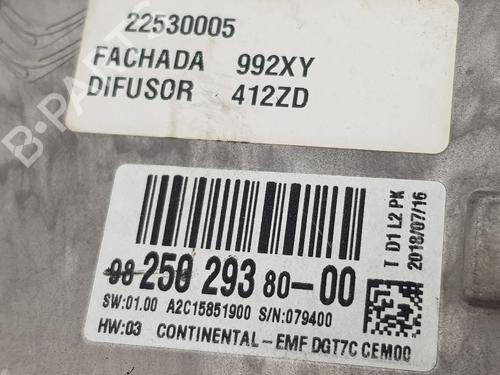 22530005
FACHADA 992XY
DIFUSOR 412ZD
98 250 293 80-00
SW:01.00 A2C15851900 S/N:079400
HW:03 CONTINENTAL-EMF DGT7C CEM00
T D1 L2 PK
2018/07/16
B-PARTS